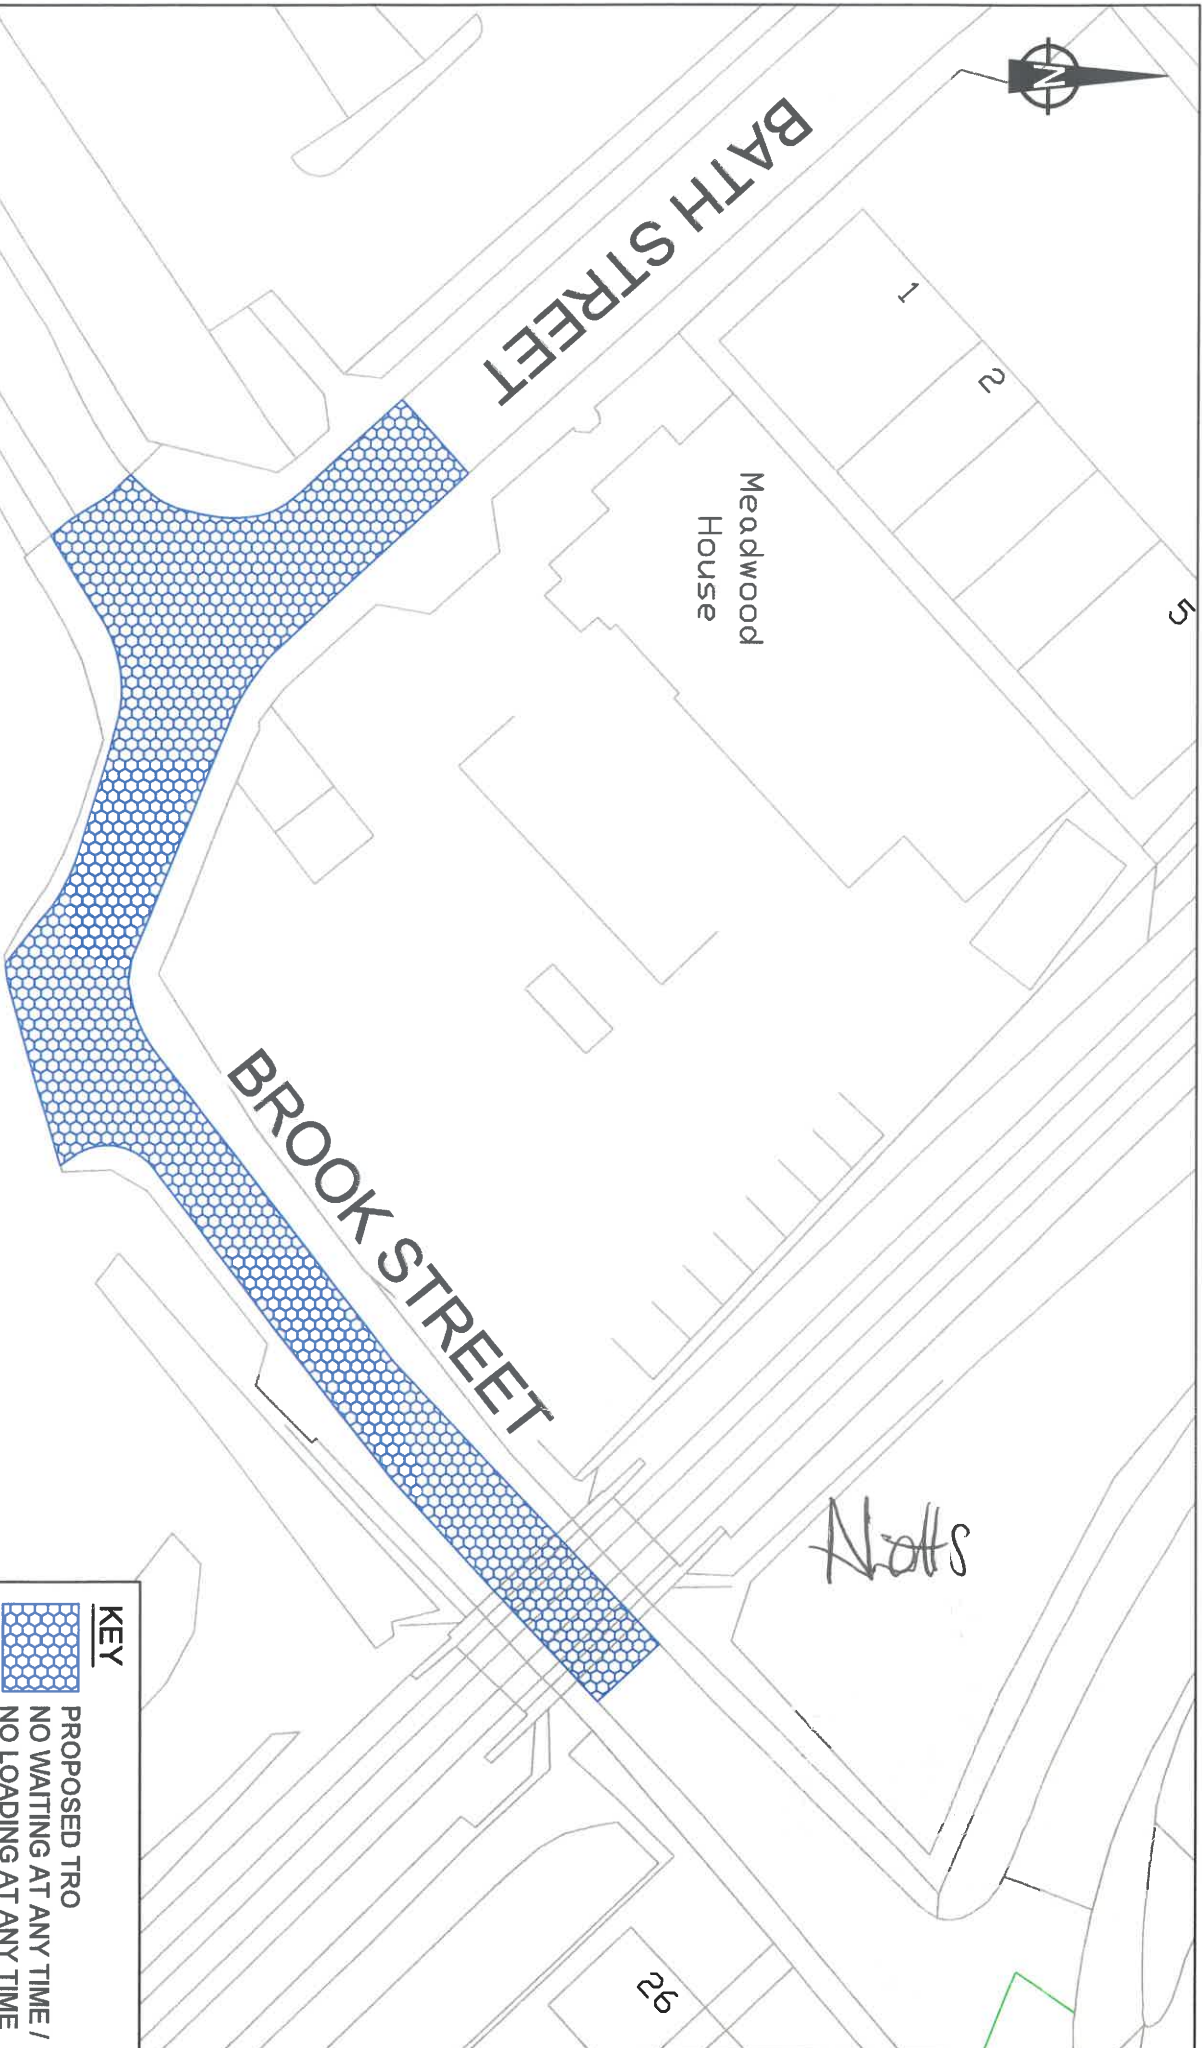 N
BATH STREET
1
2
5
Meadwood
House
BROOK STREET
26
KEY
PROPOSED TRO
NO WAITING AT ANY TIME /
NO LOADING AT ANY TIME